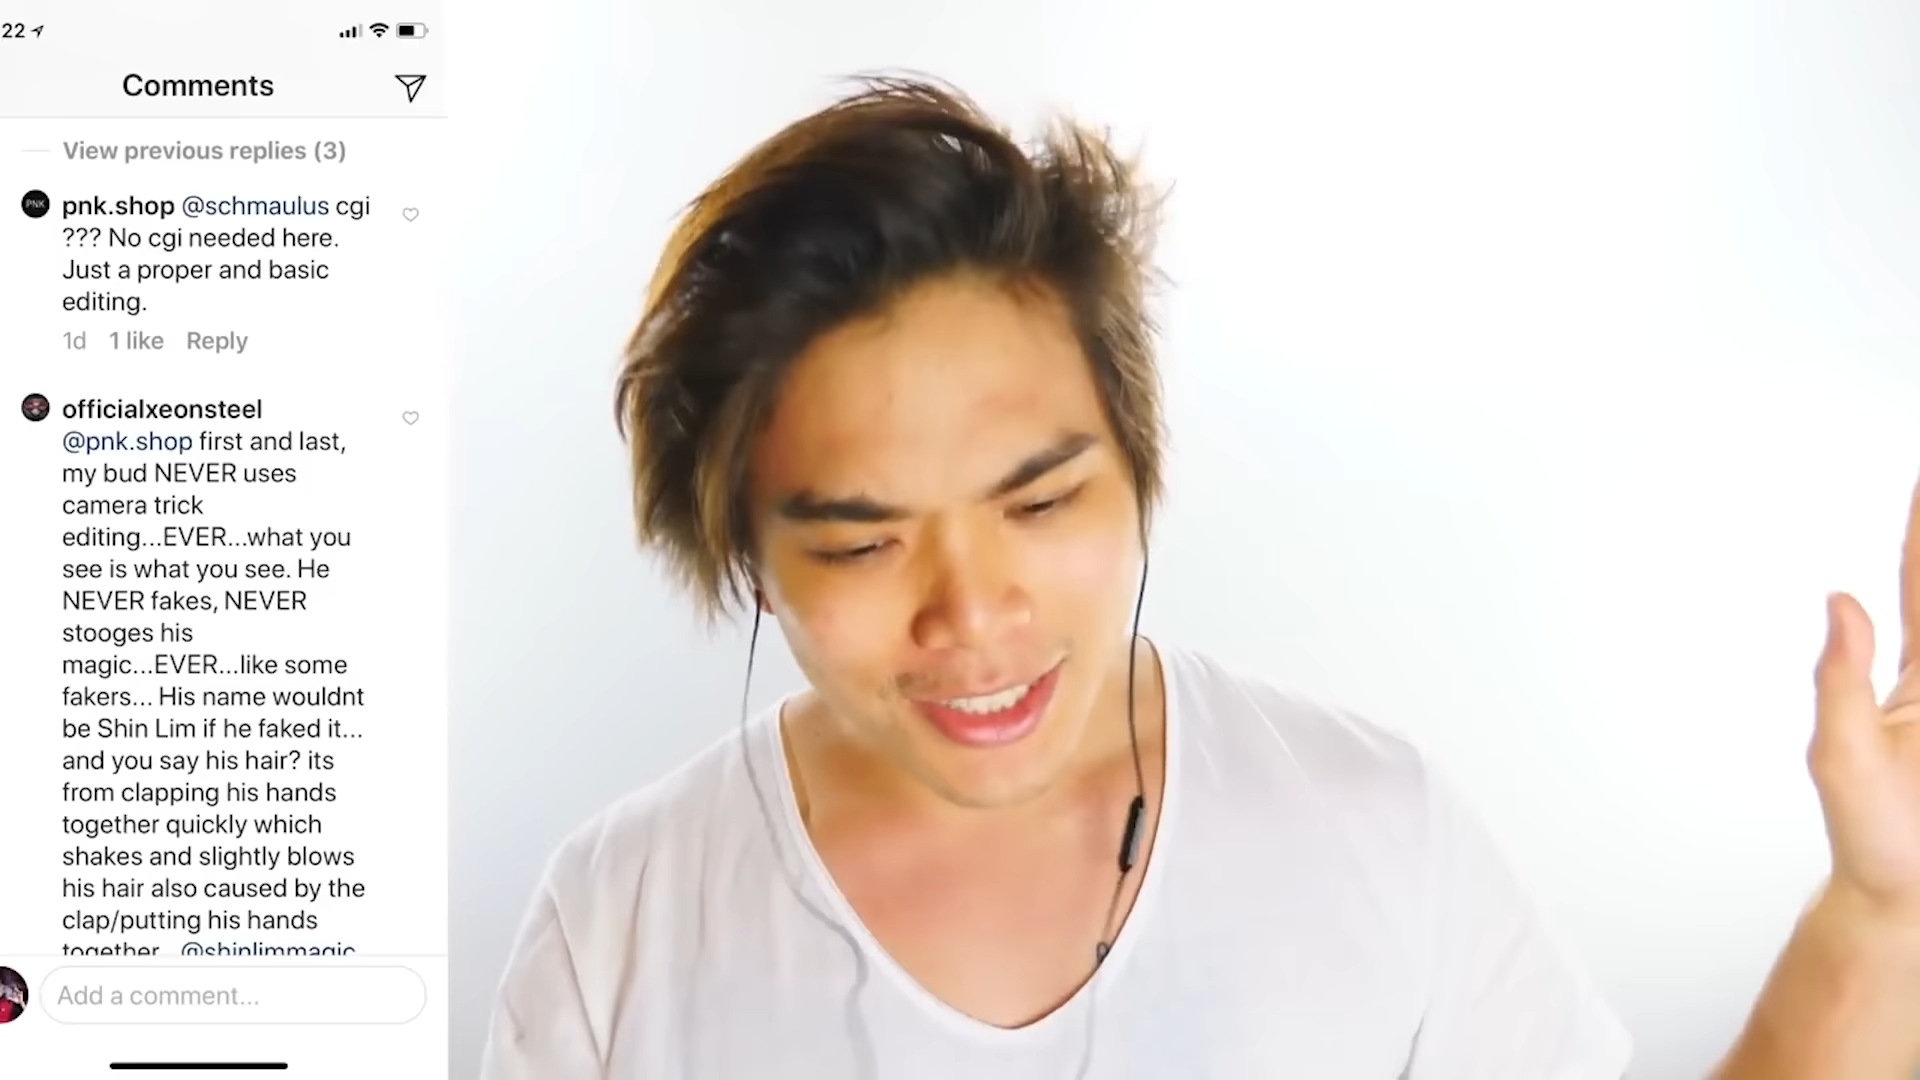 22
Comments
View previous replies (3)
PNK
pnk.shop @schmaulus cgi
??? No cgi needed here.
Just a proper and basic
editing.
1d 1 like Reply
officialxeonsteel
@pnk.shop first and last,
my bud NEVER uses
camera trick
editing...EVER...what you
see is what you see. He
NEVER fakes, NEVER
stooges his
magic...EVER...like some
fakers... His name wouldnt
be Shin Lim if he faked it...
and you say his hair? its
from clapping his hands
together quickly which
shakes and slightly blows
his hair also caused by the
clap/putting his hands
together...@shinlimmagic
Add a comment...